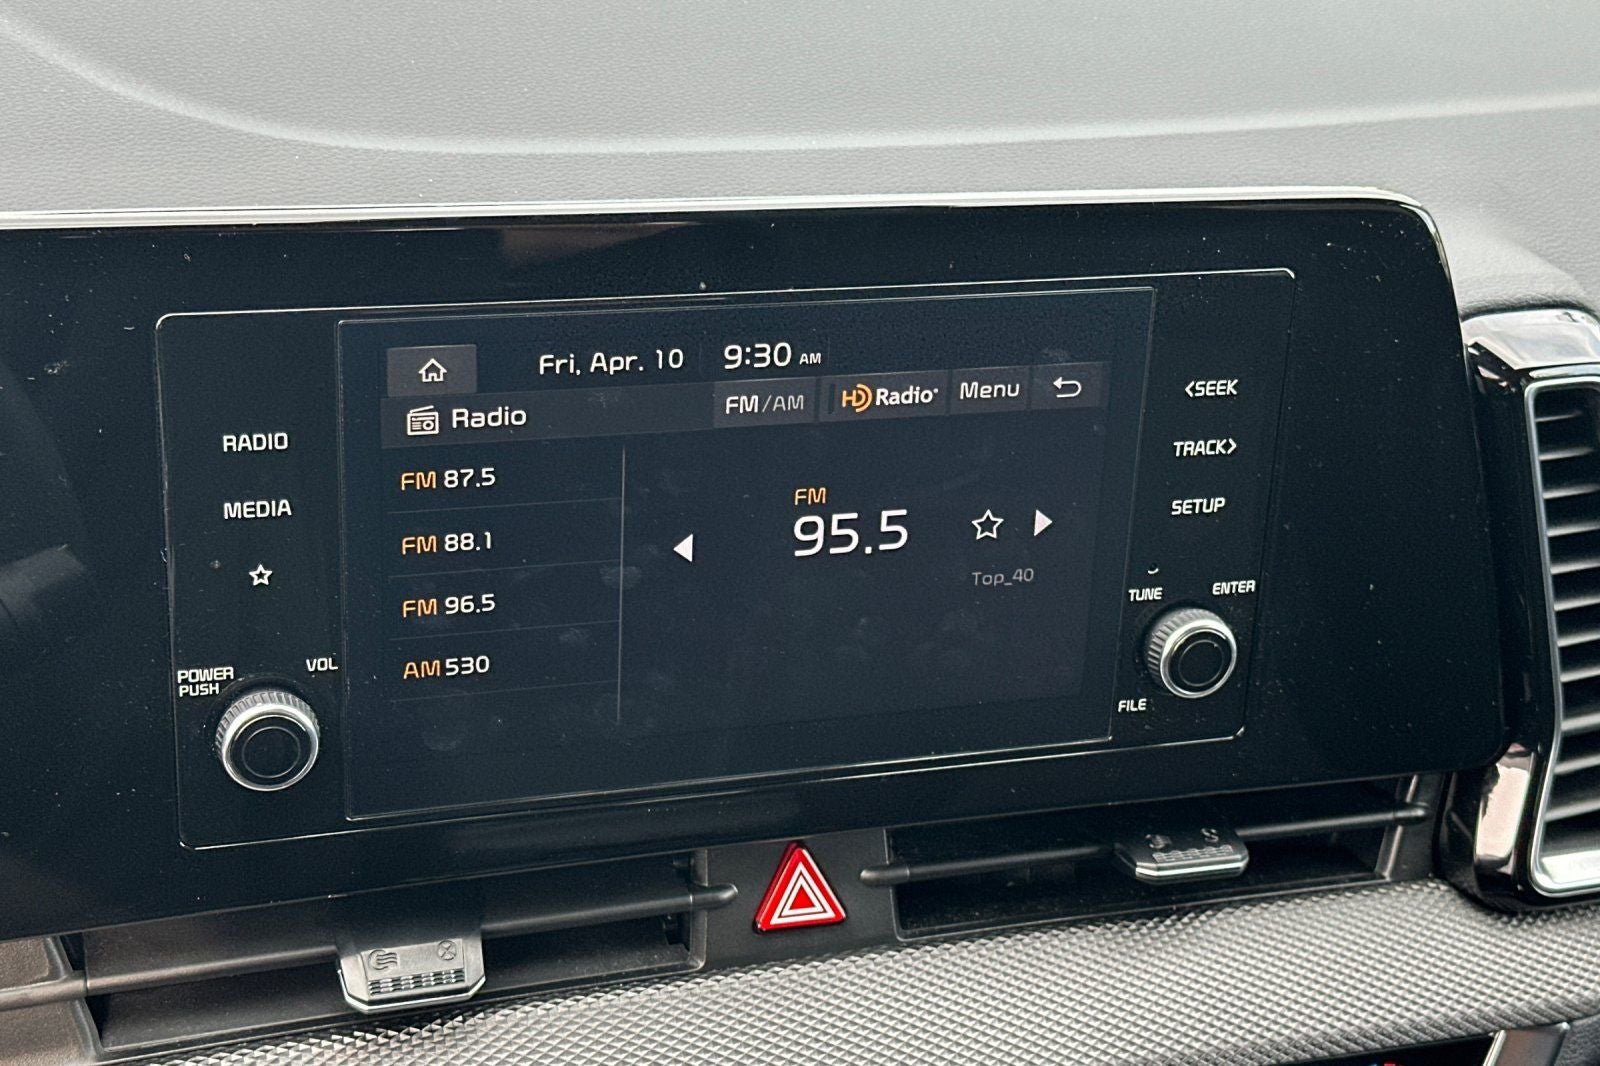 Fri, Apr. 10 9:30 AM
Radio FM/AM HD Radio Menu
RADIO
MEDIA
POWER
PUSH
VOL
FM 87.5
FM 88.1
FM 96.5
AM 530
FM
95.5
Top_40
<SEEK
TRACK>
SETUP
TUNE
ENTER
FILE